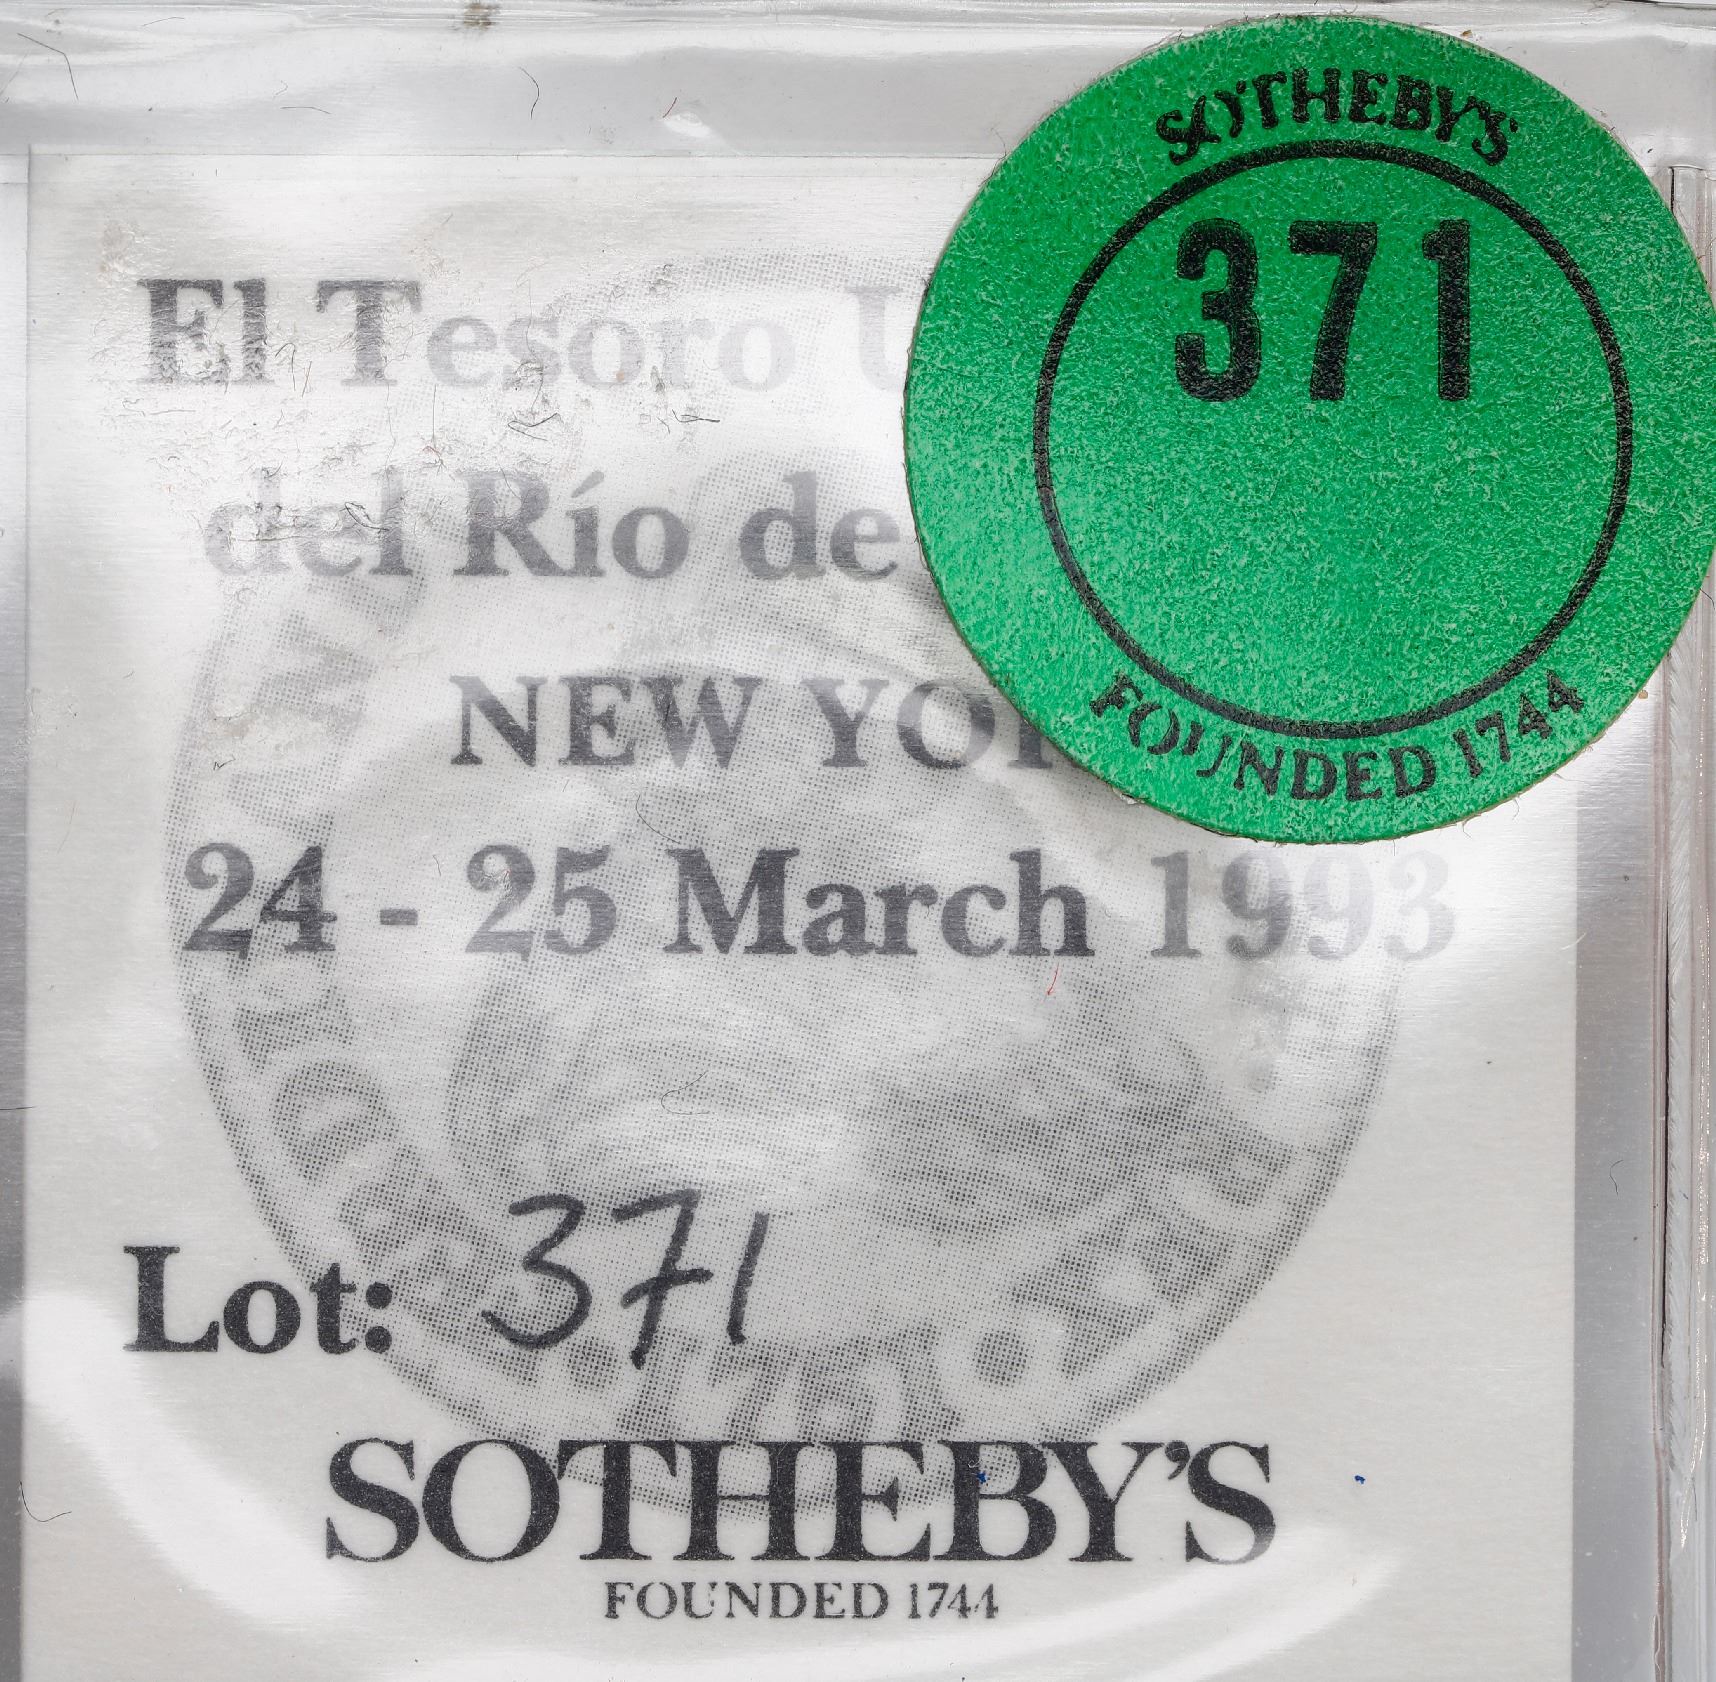 SOTHEBY'S
371
FOUNDED 1744
El Tesoro
del Río de
NEW YOR
24 - 25 March 1993
Lot: 371
SOTHEBY'S
FOUNDED 1744